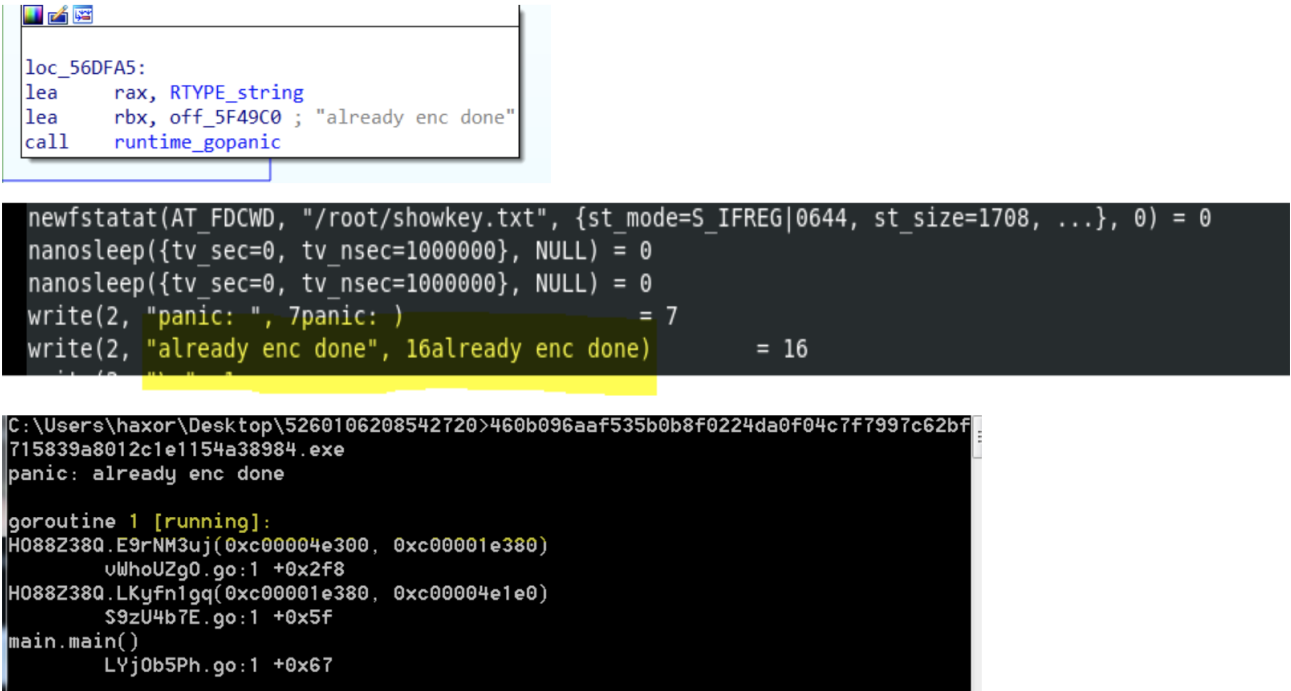 loc_56DFA5:
lea rax, RTYPE_string
lea rbx, off_5F49C0 ; "already enc done"
call runtime_gopanic
newfstatat(AT_FDCWD, "/root/showkey.txt", {st_mode=S_IFREG|0644, st_size=1708, ...}, 0) = 0
nanosleep({tv_sec=0, tv_nsec=1000000}, NULL) = 0
nanosleep({tv_sec=0, tv_nsec=1000000}, NULL) = 0
write(2, "panic: ", 7panic: ) = 7
write(2, "already enc done", 16already enc done) = 16
C:\Users\haxor\Desktop\5260106208542720>460b096aaf535b0b8f0224da0f04c7f7997c62bf
715839a8012c1e1154a38984.exe
panic: already enc done
goroutine 1 [running]:
HO88Z38Q.E9rNM3uj(0xc00004e300, 0xc00001e380)
vWhoUZgO.go:1 +0x2f8
HO88Z38Q.LKyfn1gq(0xc00001e380, 0xc00004e1e0)
S9zU4b7E.go:1 +0x5f
main.main()
LYjOb5Ph.go:1 +0x67